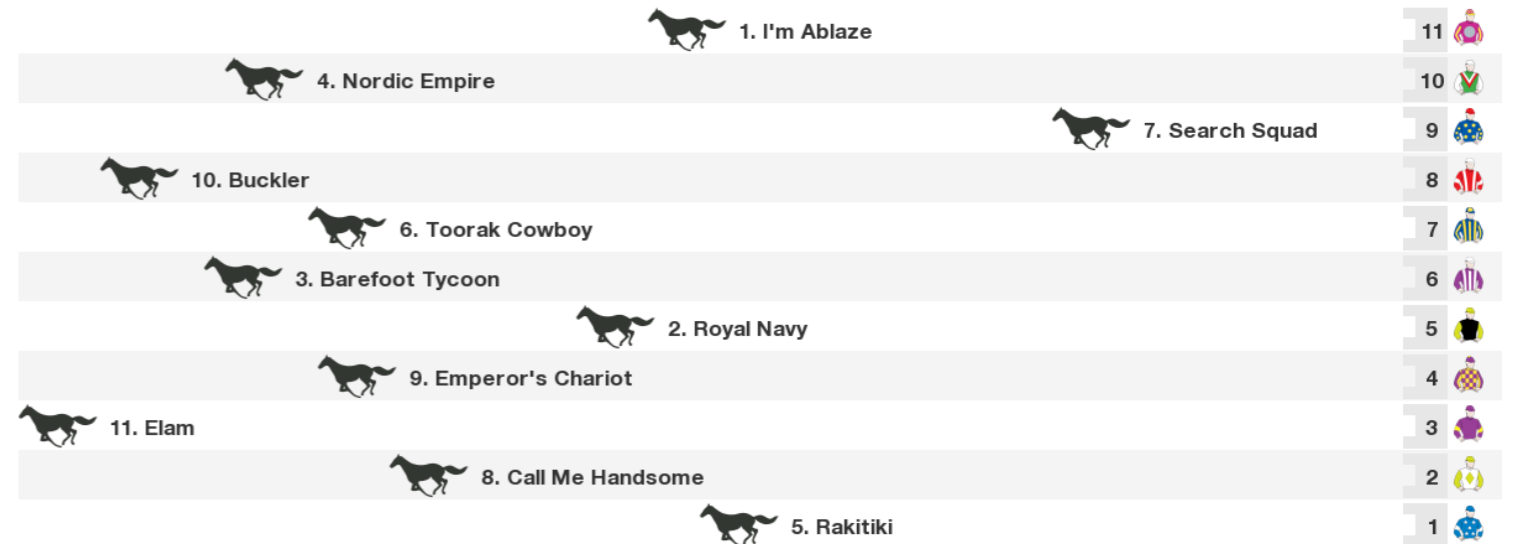 1. I'm Ablaze 11
4. Nordic Empire 10
7. Search Squad 9
10. Buckler 8
6. Toorak Cowboy 7
3. Barefoot Tycoon 6
2. Royal Navy 5
9. Emperor's Chariot 4
11. Elam 3
8. Call Me Handsome 2
5. Rakitiki 1